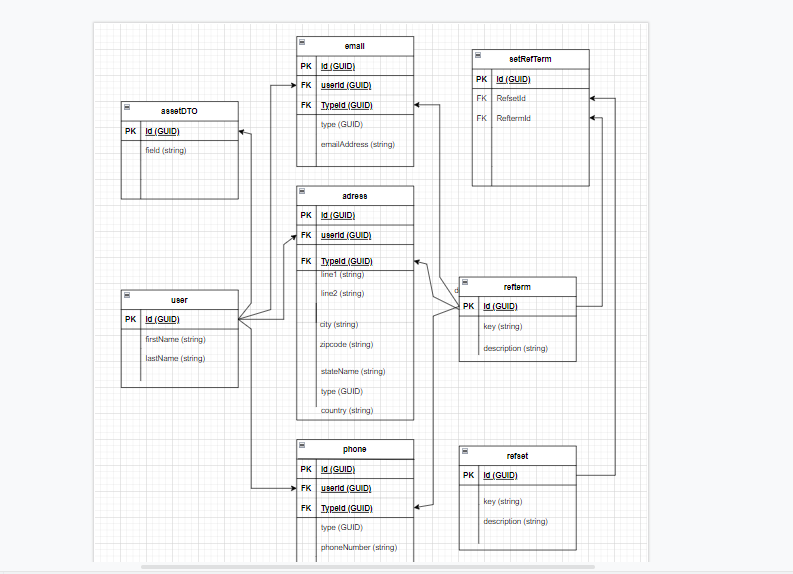 email
PK Id (GUID)
FK userId (GUID)
FK TypeId (GUID)
type (GUID)
emailAddress (string)
setRefTerm
PK Id (GUID)
FK RefsetId
FK ReftermId
assetDTO
PK Id (GUID)
field (string)
adress
PK Id (GUID)
FK userId (GUID)
FK TypeId (GUID)
line1 (string)
line2 (string)
city (string)
zipcode (string)
stateName (string)
type (GUID)
country (string)
user
PK Id (GUID)
firstName (string)
lastName (string)
refterm
PK Id (GUID)
key (string)
description (string)
phone
PK Id (GUID)
FK userId (GUID)
FK TypeId (GUID)
type (GUID)
phoneNumber (string)
refset
PK Id (GUID)
key (string)
description (string)